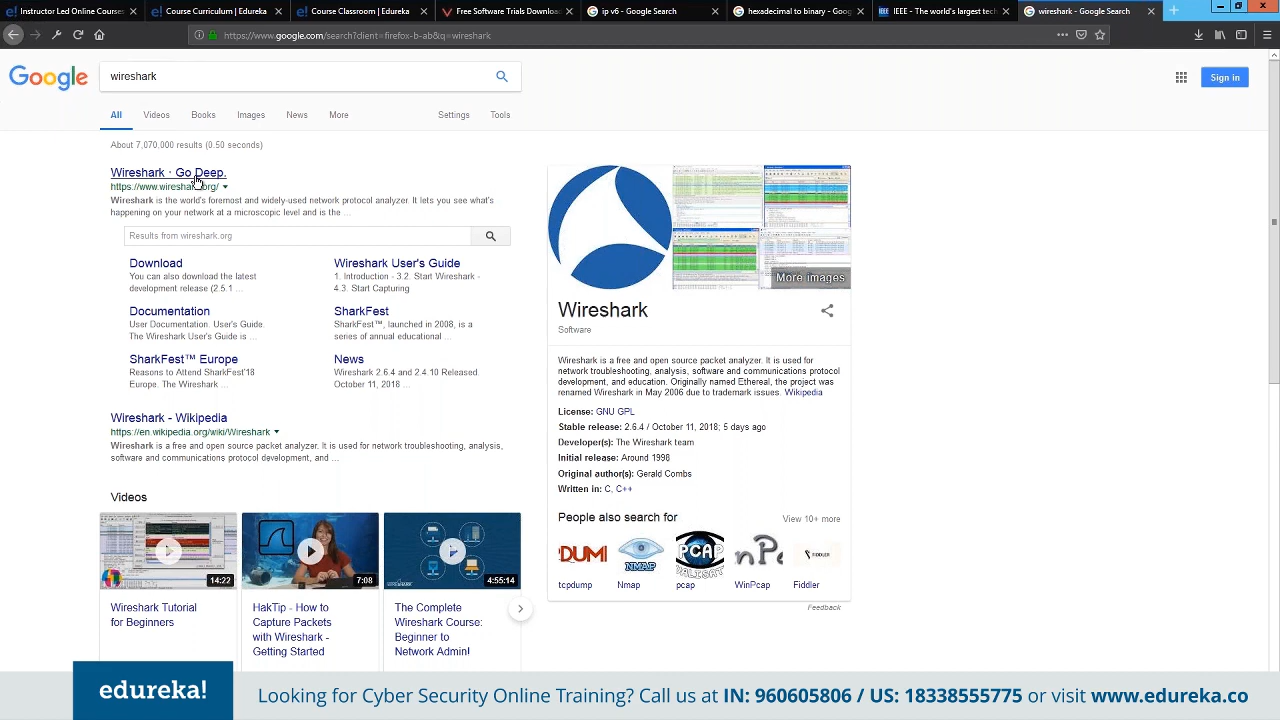 Instructor Led Online Courses
Course Curriculum | Edureka
Course Classroom | Edureka
Free Software Trials Downloa
ip v6 - Google Search
hexadecimal to binary - Goo
IEEE - The world's largest tech
wireshark - Google Search
https://www.google.com/search?client=firefox-b-ab&q=wireshark
Google
wireshark
Sign in
All Videos Books Images News More Settings Tools
About 7,070,000 results (0.50 seconds)
Wireshark · Go Deep.
https://www.wireshark.org/
Wireshark is the world's foremost and widely-used network protocol analyzer. It lets you see what's
happening on your network at a microscopic level and is the ...
Results from wireshark.org
Download
You can also download the latest
development release (2.5.1 ...
Wireshark User's Guide
1. Introduction - 3.2. Start Wireshark -
4.3. Start Capturing
Documentation
User Documentation. User's Guide.
The Wireshark User's Guide is ...
SharkFest
SharkFest™, launched in 2008, is a
series of annual educational ...
SharkFest™ Europe
Reasons to Attend SharkFest'18
Europe. The Wireshark ...
News
Wireshark 2.6.4 and 2.4.10 Released.
October 11, 2018 ...
Wireshark - Wikipedia
https://en.wikipedia.org/wiki/Wireshark
Wireshark is a free and open source packet analyzer. It is used for network troubleshooting, analysis,
software and communications protocol development, and ...
Videos
14:22
7:08
4:55:14
Wireshark Tutorial
for Beginners
HakTip - How to
Capture Packets
with Wireshark -
Getting Started
The Complete
Wireshark Course:
Beginner to
Network Admin!
More images
Wireshark
Software
Wireshark is a free and open source packet analyzer. It is used for
network troubleshooting, analysis, software and communications protocol
development, and education. Originally named Ethereal, the project was
renamed Wireshark in May 2006 due to trademark issues. Wikipedia
License: GNU GPL
Stable release: 2.6.4 / October 11, 2018; 5 days ago
Developer(s): The Wireshark team
Initial release: Around 1998
Original author(s): Gerald Combs
Written in: C, C++
People also search for
View 10+ more
DUMI
NMAP
PCAP
FIDDLER
tcpdump
Nmap
pcap
WinPcap
Fiddler
Feedback
edureka!
Looking for Cyber Security Online Training? Call us at IN: 960605806 / US: 18338555775 or visit www.edureka.co